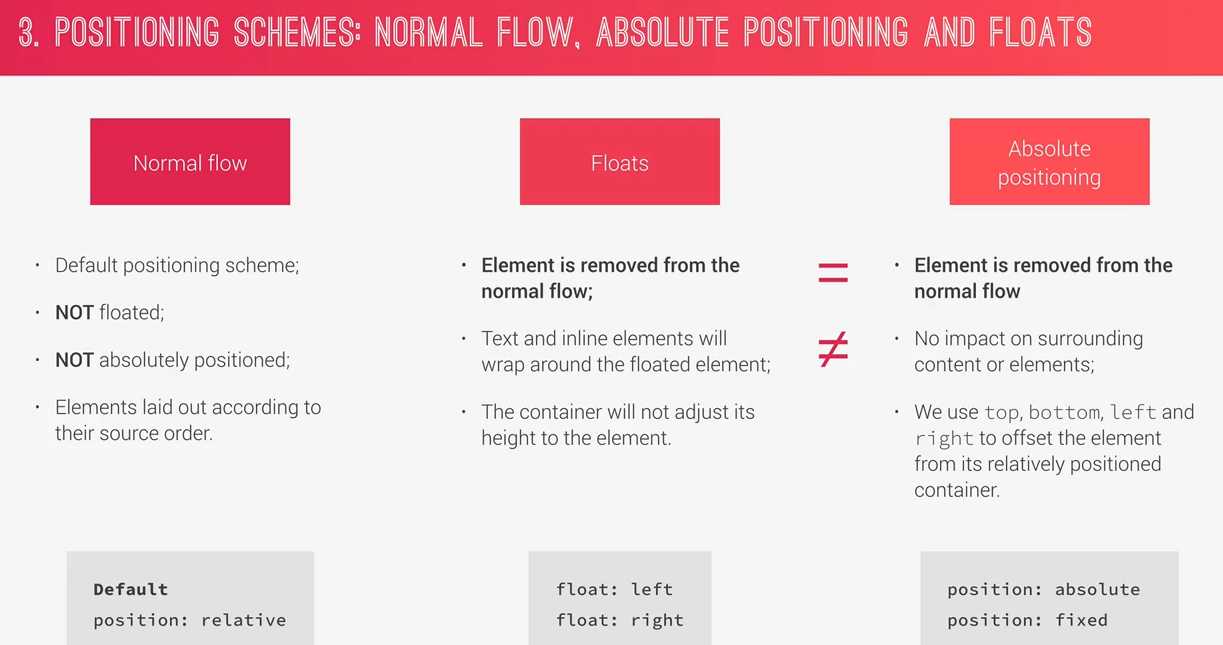 3. POSITIONING SCHEMES: NORMAL FLOW, ABSOLUTE POSITIONING AND FLOATS
Normal flow
· Default positioning scheme;
· NOT floated;
· NOT absolutely positioned;
· Elements laid out according to
their source order.
Default
position: relative
Floats
· Element is removed from the
normal flow;
· Text and inline elements will
wrap around the floated element;
· The container will not adjust its
height to the element.
float: left
float: right
=
≠
Absolute
positioning
· Element is removed from the
normal flow
· No impact on surrounding
content or elements;
· We use top, bottom, left and
right to offset the element
from its relatively positioned
container.
position: absolute
position: fixed